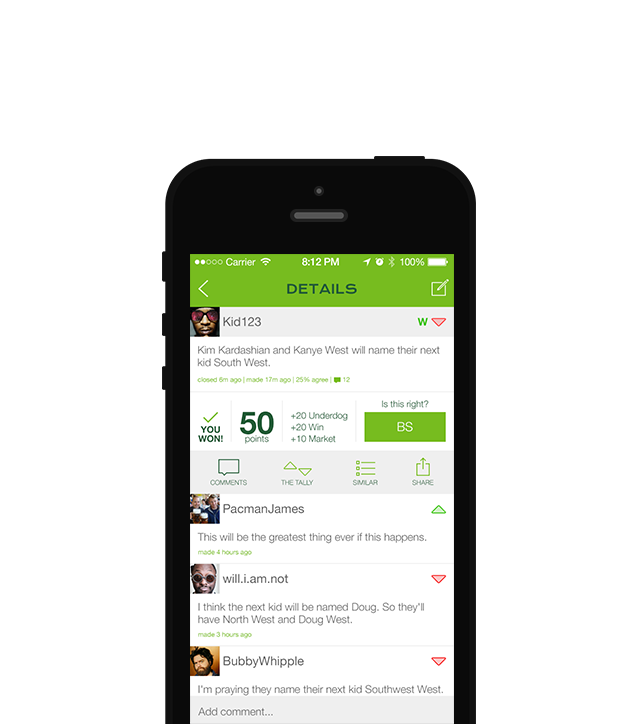 Carrier 8:12 PM 100%
DETAILS
Kid123 W
Kim Kardashian and Kanye West will name their next
kid South West.
closed 6m ago | made 17m ago | 25% agree | 12
YOU
WON!
50
points
+20 Underdog
+20 Win
+10 Market
Is this right?
BS
COMMENTS THE TALLY SIMILAR SHARE
PacmanJames
This will be the greatest thing ever if this happens.
made 4 hours ago
will.i.am.not
I think the next kid will be named Doug. So they'll
have North West and Doug West.
made 3 hours ago
BubbyWhipple
I'm praying they name their next kid Southwest West.
Add comment...